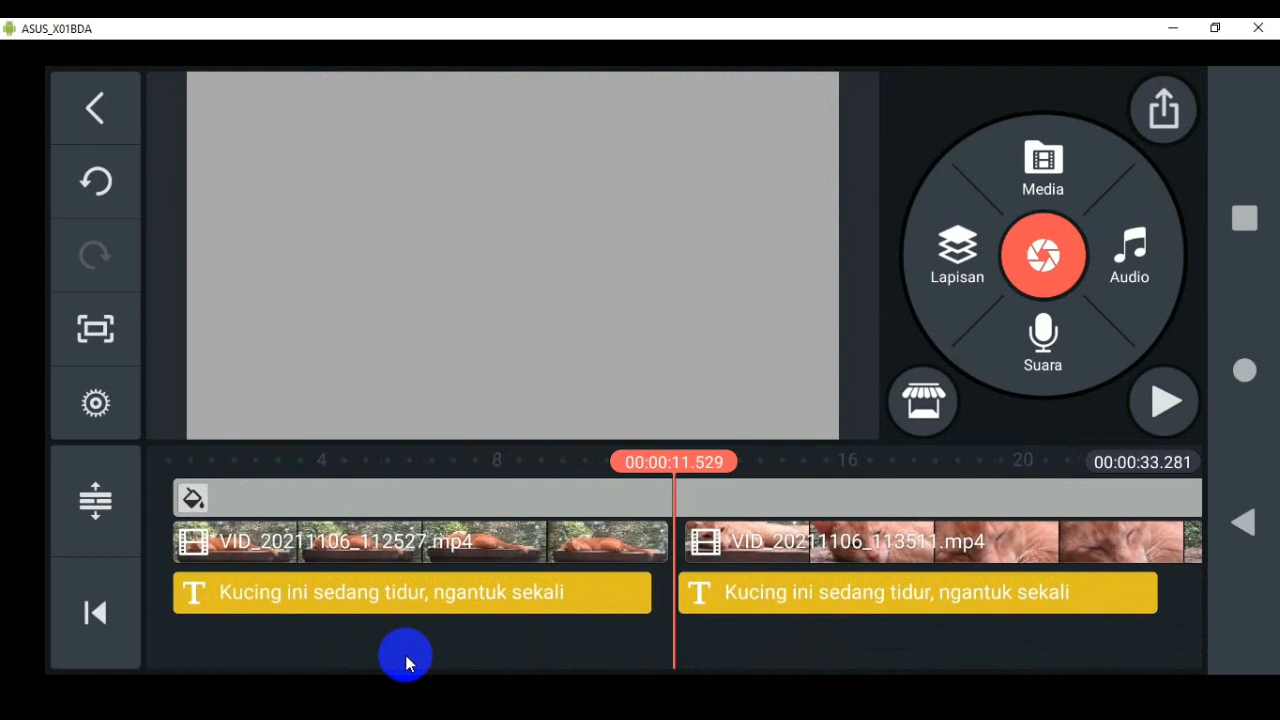 ASUS_X01BDA
Media
Lapisan
Audio
Suara
4
8
00:00:11.529
16
20
00:00:33.281
VID_20211106_112527.mp4
VID_20211106_113511.mp4
T Kucing ini sedang tidur, ngantuk sekali
T Kucing ini sedang tidur, ngantuk sekali